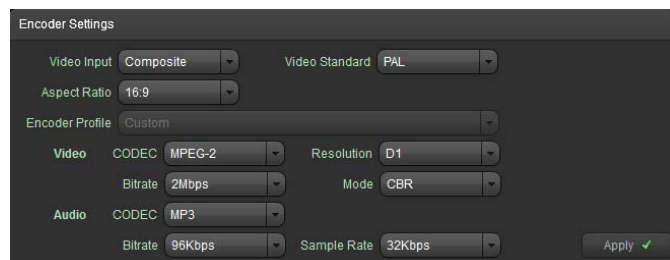 Encoder Settings
Video Input Composite Video Standard PAL
Aspect Ratio 16:9
Encoder Profile Custom
Video CODEC MPEG-2 Resolution D1
Bitrate 2Mbps Mode CBR
Audio CODEC MP3
Bitrate 96Kbps Sample Rate 32Kbps Apply ✓